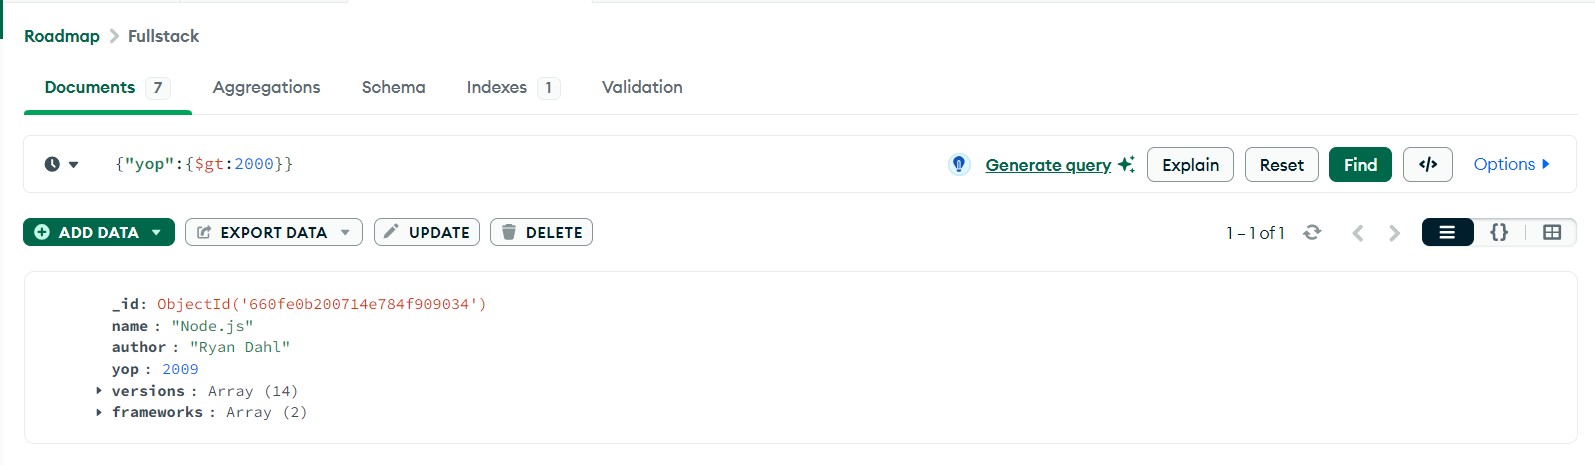 Roadmap > Fullstack
Documents 7 Aggregations Schema Indexes 1 Validation
{"yop":{$gt:2000}} Generate query Explain Reset Find </> Options
ADD DATA EXPORT DATA UPDATE DELETE 1 – 1 of 1 {}
_id: ObjectId('660fe0b200714e784f909034')
name : "Node.js"
author : "Ryan Dahl"
yop : 2009
versions : Array (14)
frameworks : Array (2)